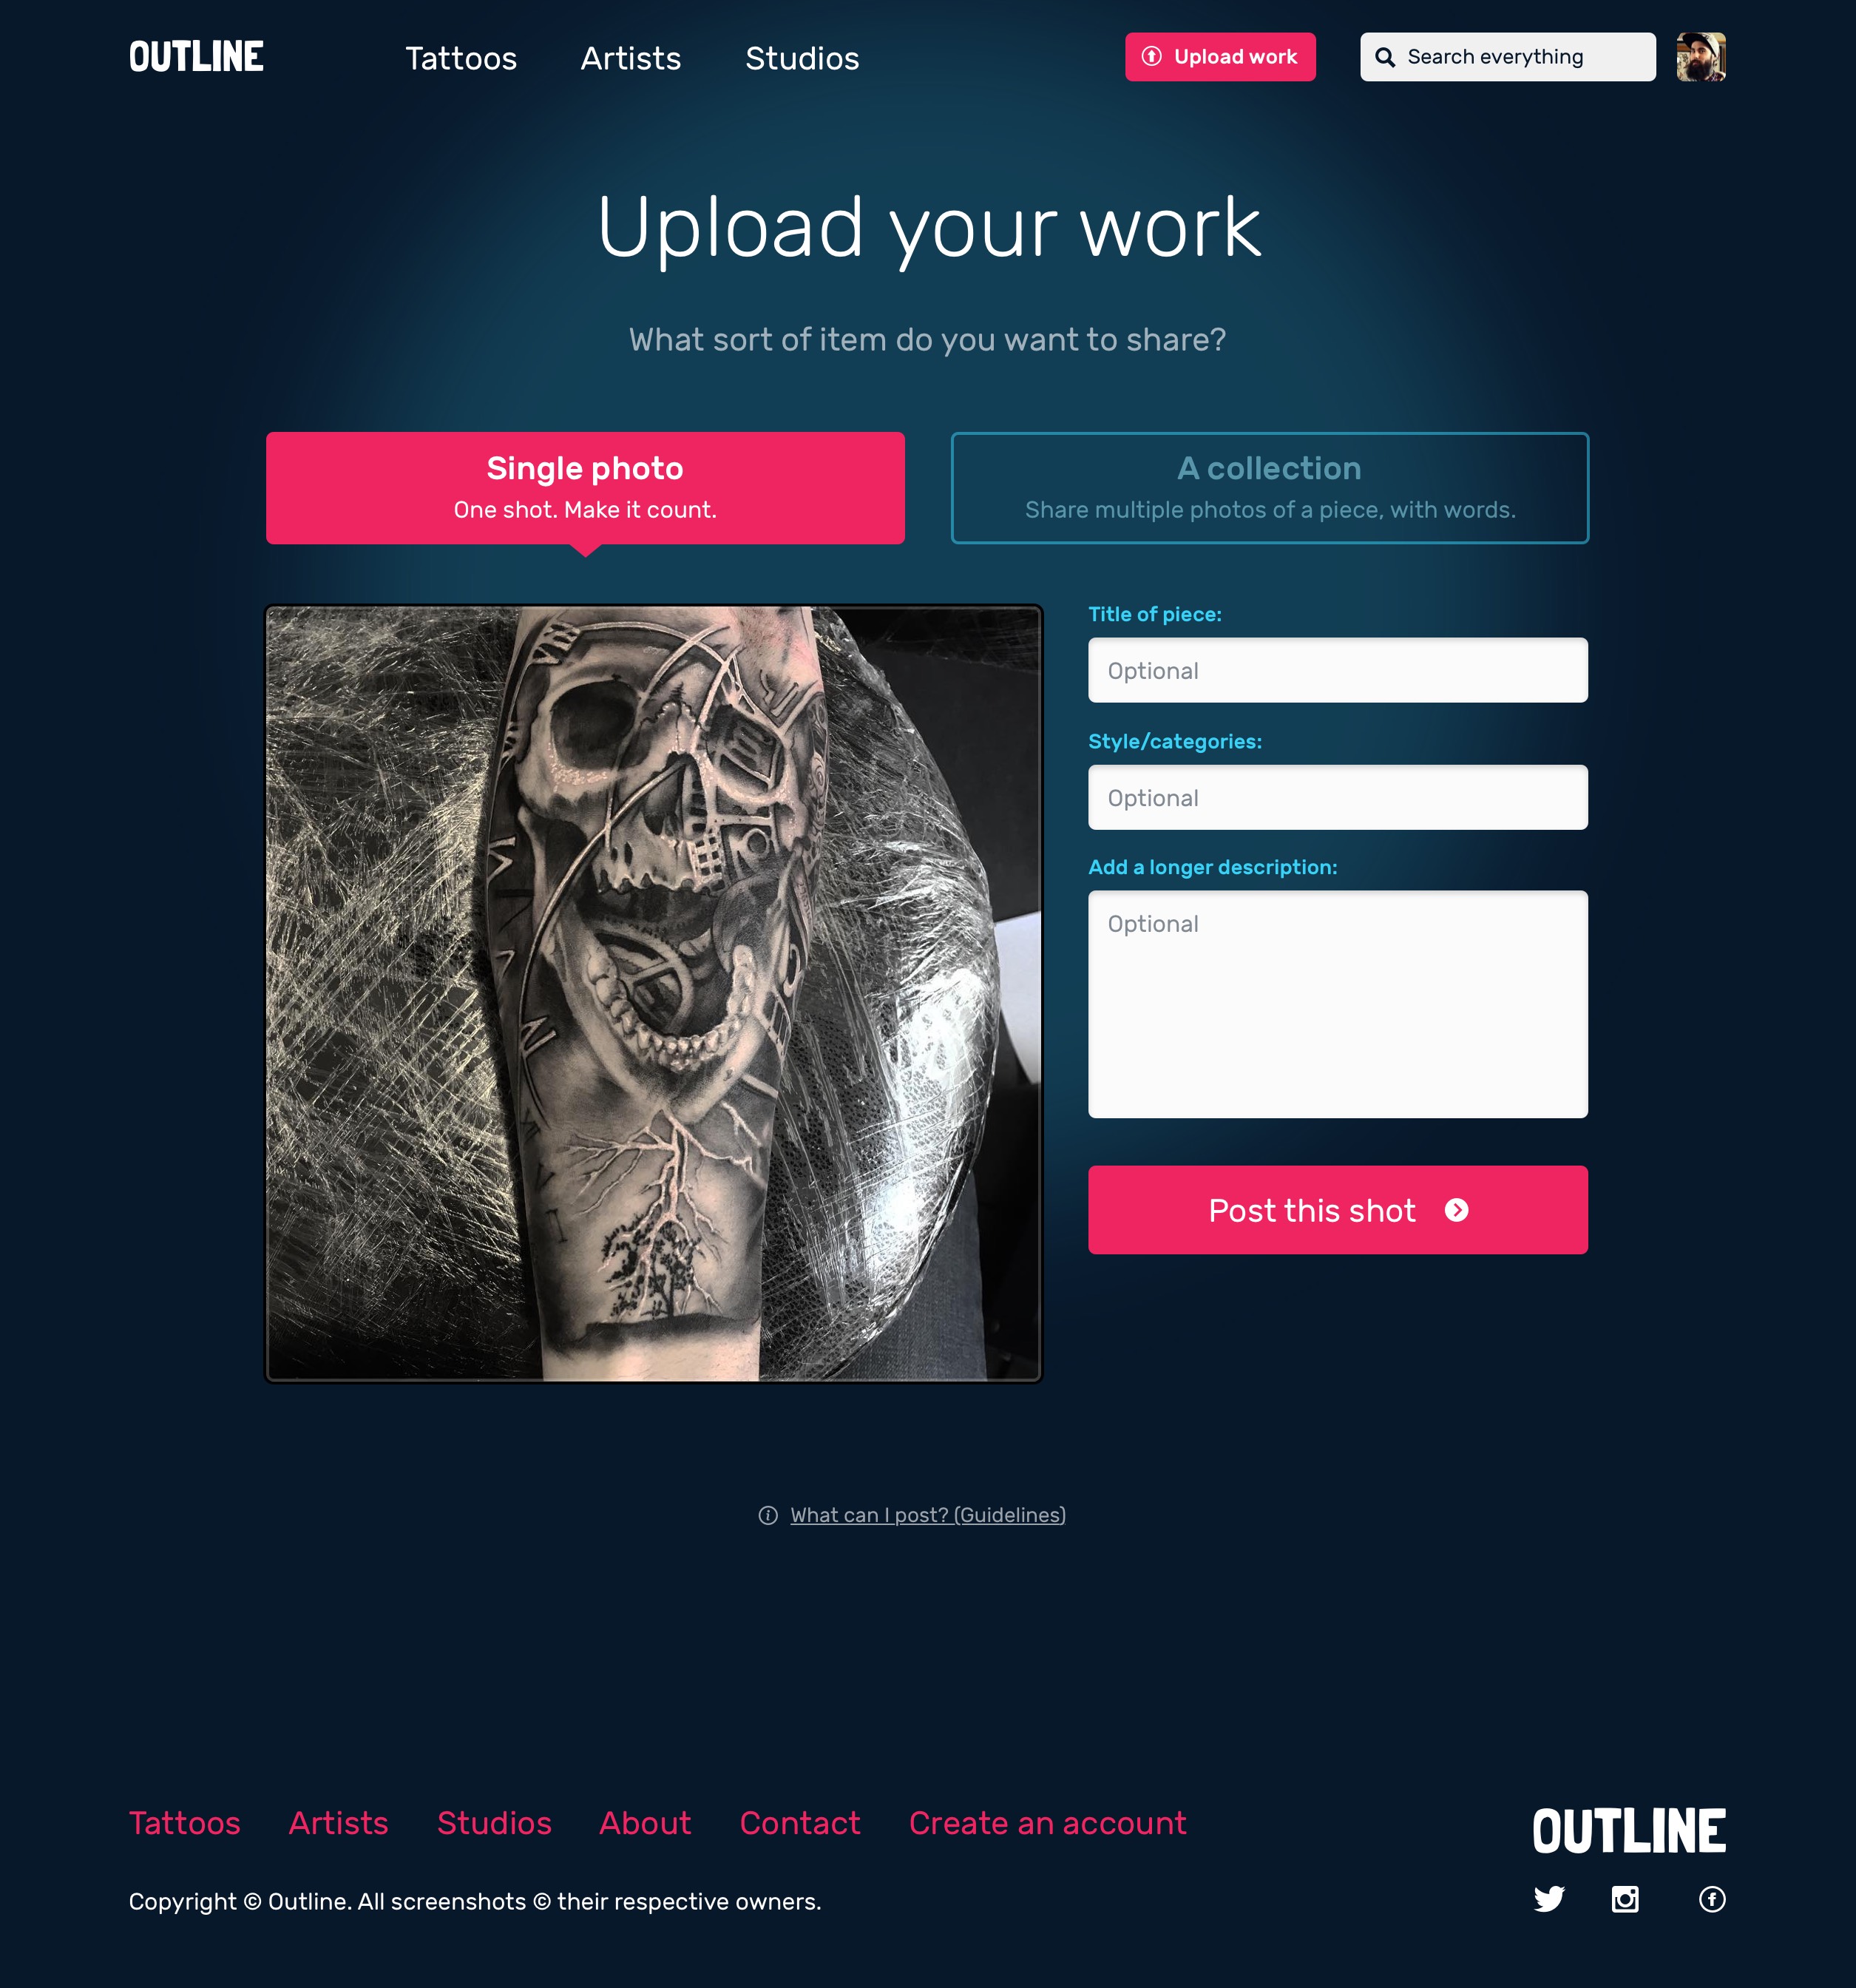 OUTLINE
Tattoos
Artists
Studios
Upload work
Search everything
Upload your work
What sort of item do you want to share?
Single photo
One shot. Make it count.
A collection
Share multiple photos of a piece, with words.
Title of piece:
Optional
Style/categories:
Optional
Add a longer description:
Optional
Post this shot
What can I post? (Guidelines)
Tattoos
Artists
Studios
About
Contact
Create an account
OUTLINE
Copyright © Outline. All screenshots © their respective owners.